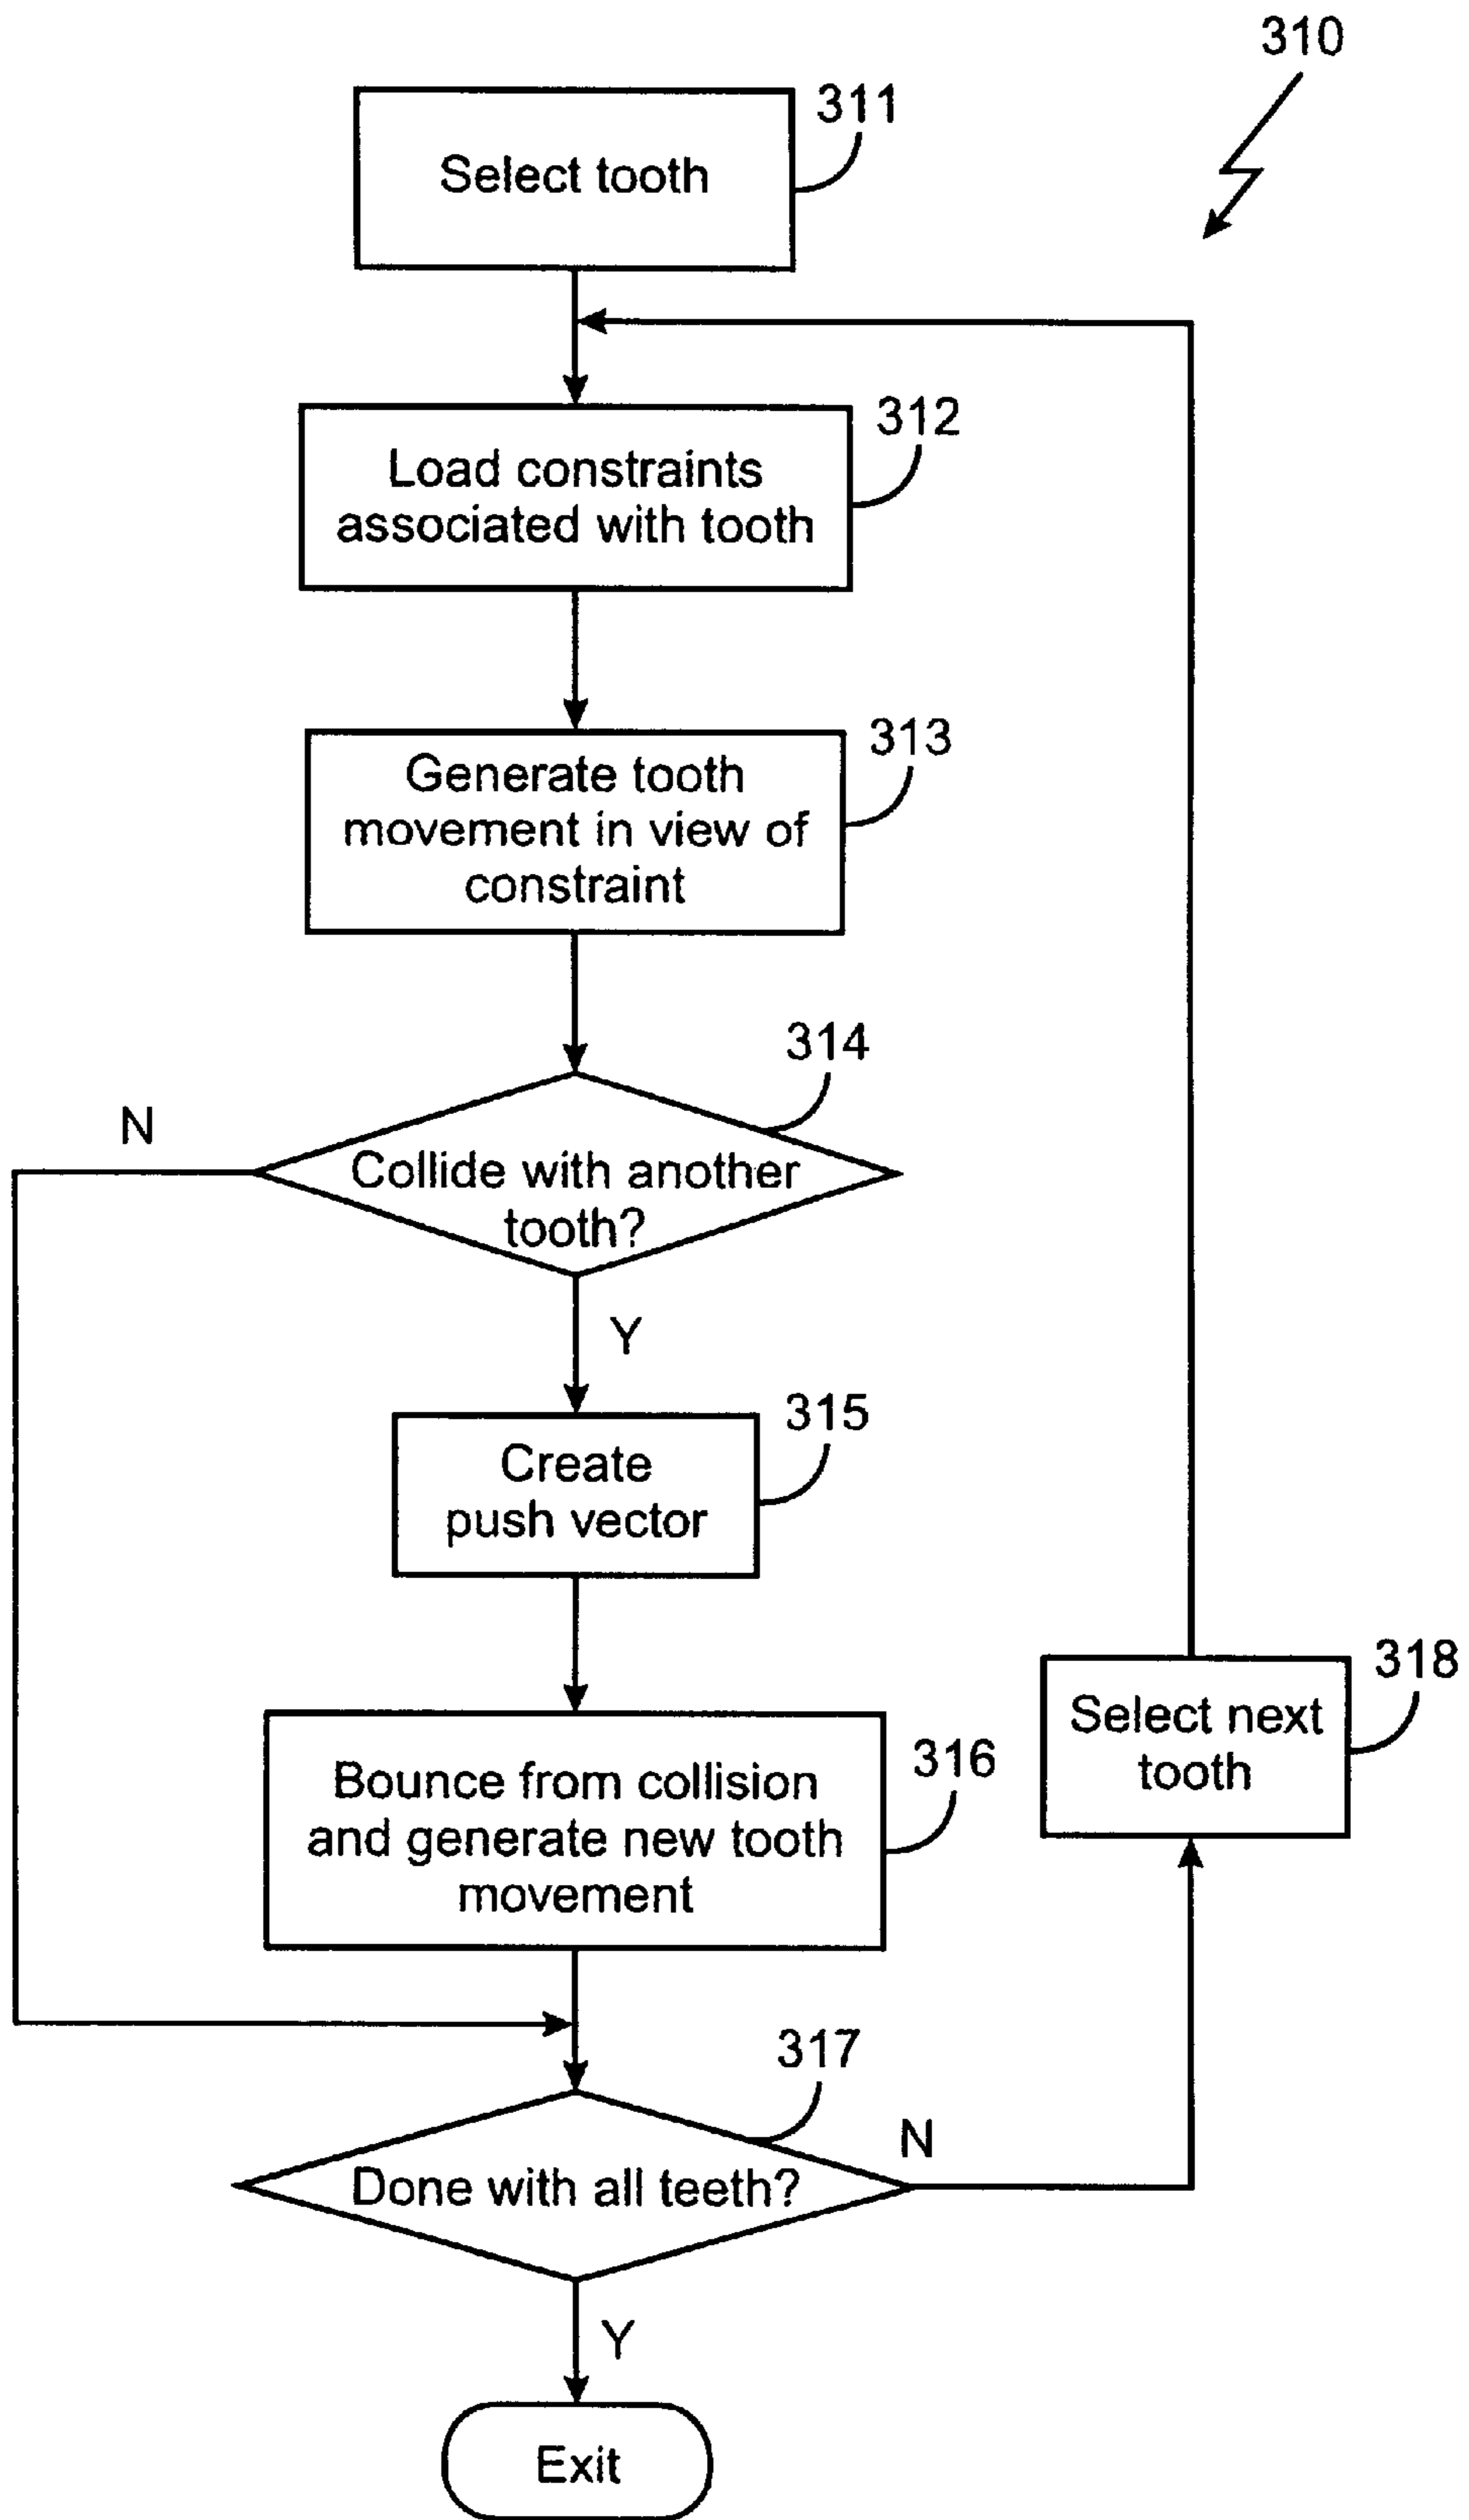 310
311
Select tooth
312
Load constraints
associated with tooth
313
Generate tooth
movement in view of
constraint
314
N
Collide with another
tooth?
Y
315
Create
push vector
316
Bounce from collision
and generate new tooth
movement
318
Select next
tooth
317
N
Done with all teeth?
Y
Exit